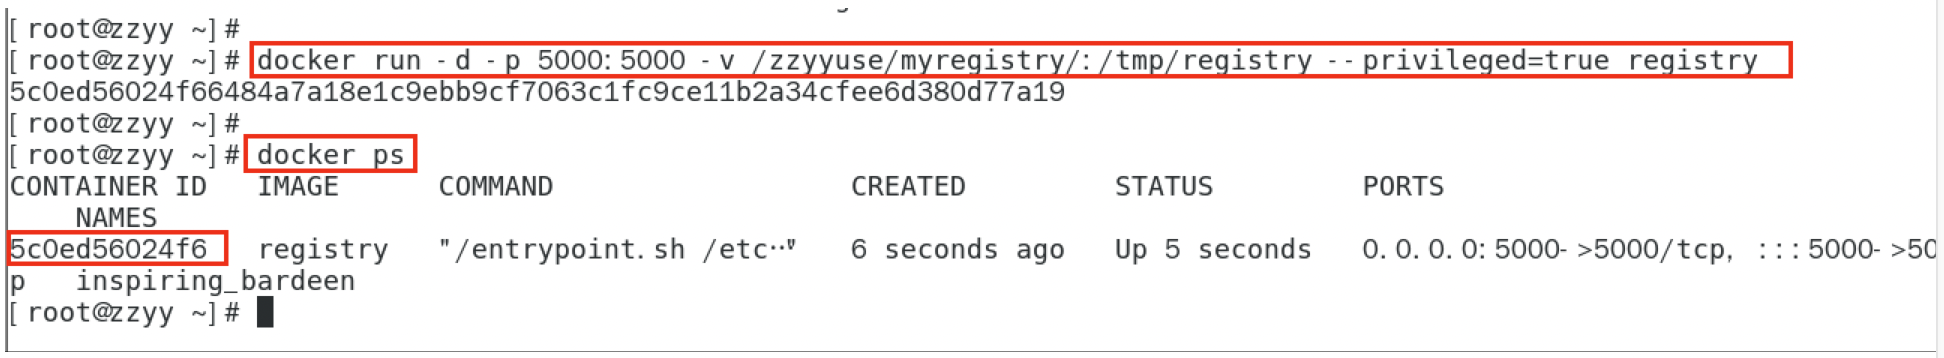 [root@zzyy ~]#
[root@zzyy ~]# docker run -d -p 5000:5000 -v /zzyyuse/myregistry/:/tmp/registry --privileged=true registry
5c0ed56024f66484a7a18e1c9ebb9cf7063c1fc9ce11b2a34cfee6d380d77a19
[root@zzyy ~]#
[root@zzyy ~]# docker ps
CONTAINER ID   IMAGE      COMMAND                  CREATED         STATUS         PORTS
    NAMES
5c0ed56024f6   registry   "/entrypoint.sh /etc…"   6 seconds ago   Up 5 seconds   0.0.0.0:5000->5000/tcp, :::5000->50
p   inspiring_bardeen
[root@zzyy ~]#